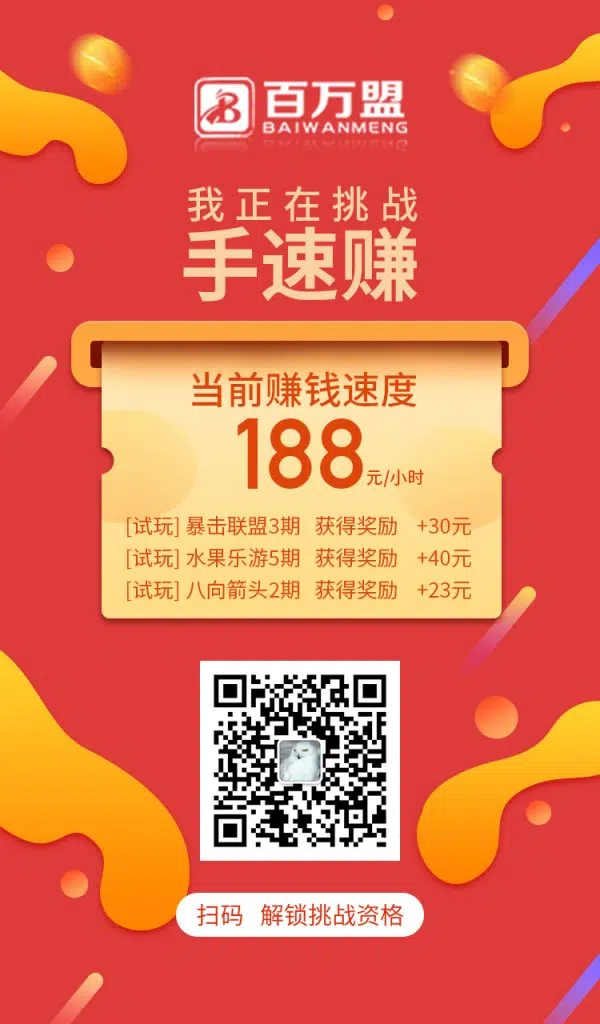 百万盟
BAIWANMENG
我正在挑战
手速赚
当前赚钱速度
188元/小时
[试玩] 暴击联盟3期 获得奖励 +30元
[试玩] 水果乐游5期 获得奖励 +40元
[试玩] 八向箭头2期 获得奖励 +23元
扫码 解锁挑战资格